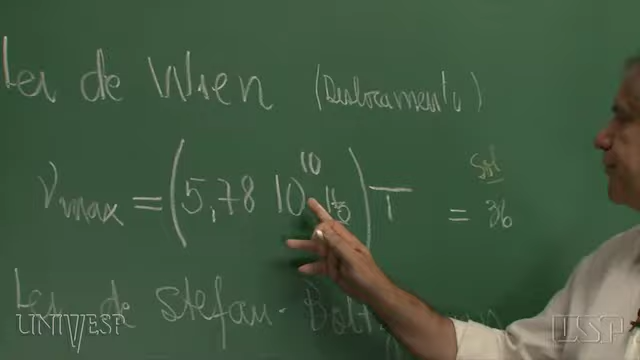 Lei de Wien (Deslocamento)
ν max = (5,78 10^10 Hz) T
Sol
= 36
Lei de Stefan-Boltzmann
UNIVESP
USP